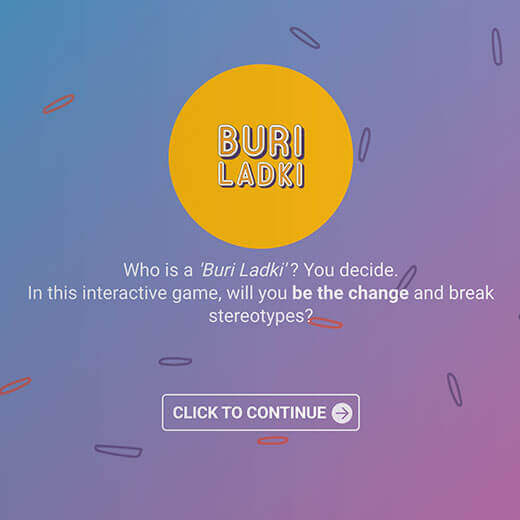 BURI
LADKI
Who is a 'Buri Ladki'? You decide.
In this interactive game, will you be the change and break
stereotypes?
CLICK TO CONTINUE